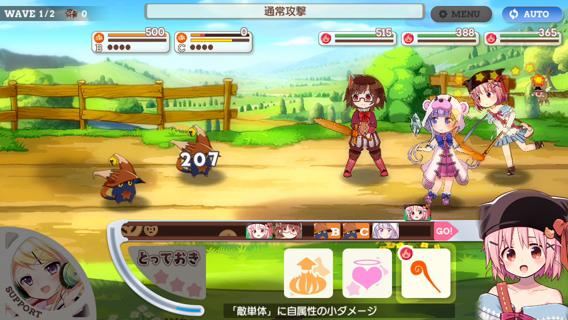 WAVE 1/2 0
通常攻撃
MENU
AUTO
500
B
0
C
515
388
365
207
B C
GO!
とっておき
SUPPORT
「敵単体」に自属性の小ダメージ